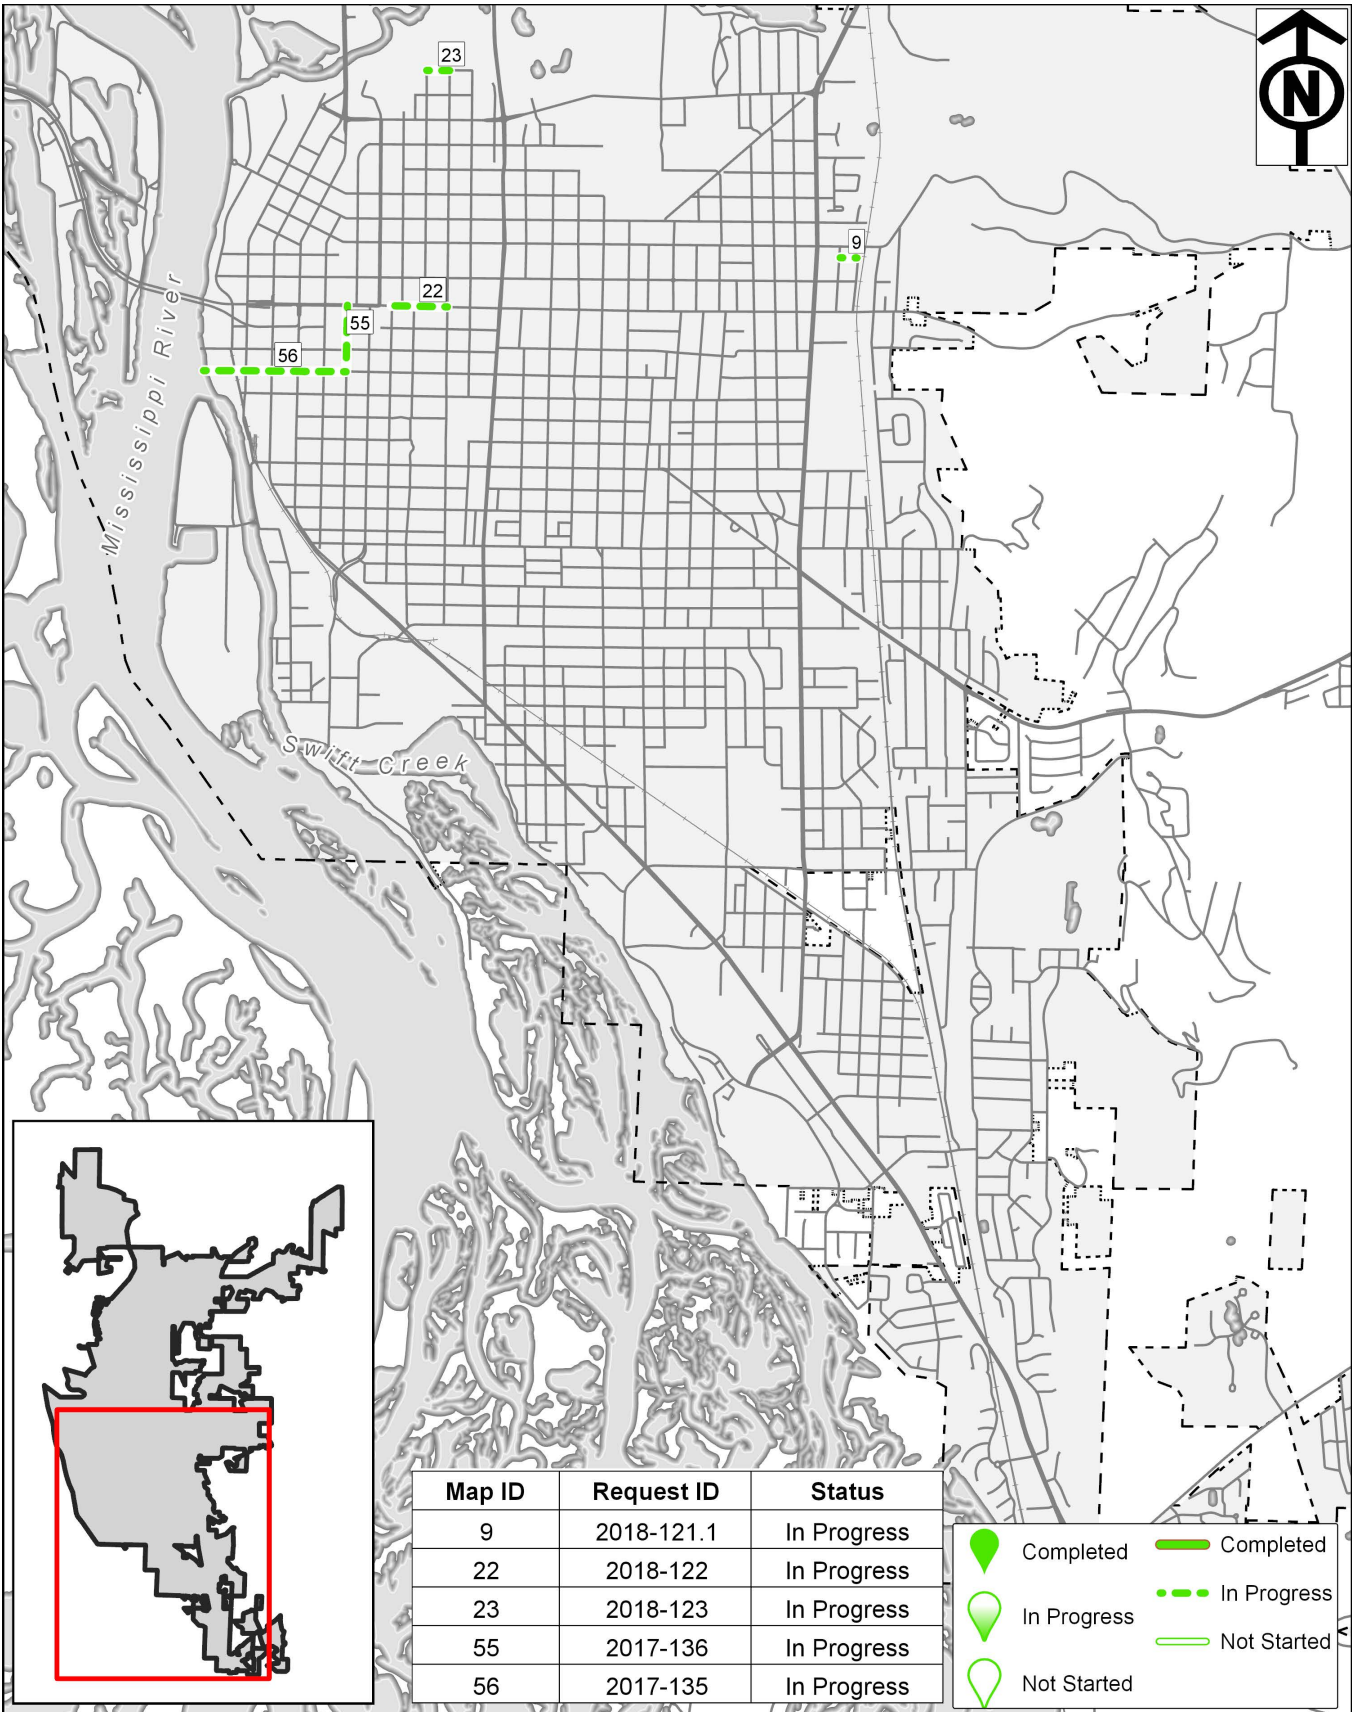 23
N
9
22
55
56
Mississippi River
Swift Creek
Map ID Request ID Status
9 2018-121.1 In Progress
22 2018-122 In Progress
23 2018-123 In Progress
55 2017-136 In Progress
56 2017-135 In Progress
Completed Completed
In Progress In Progress
Not Started Not Started